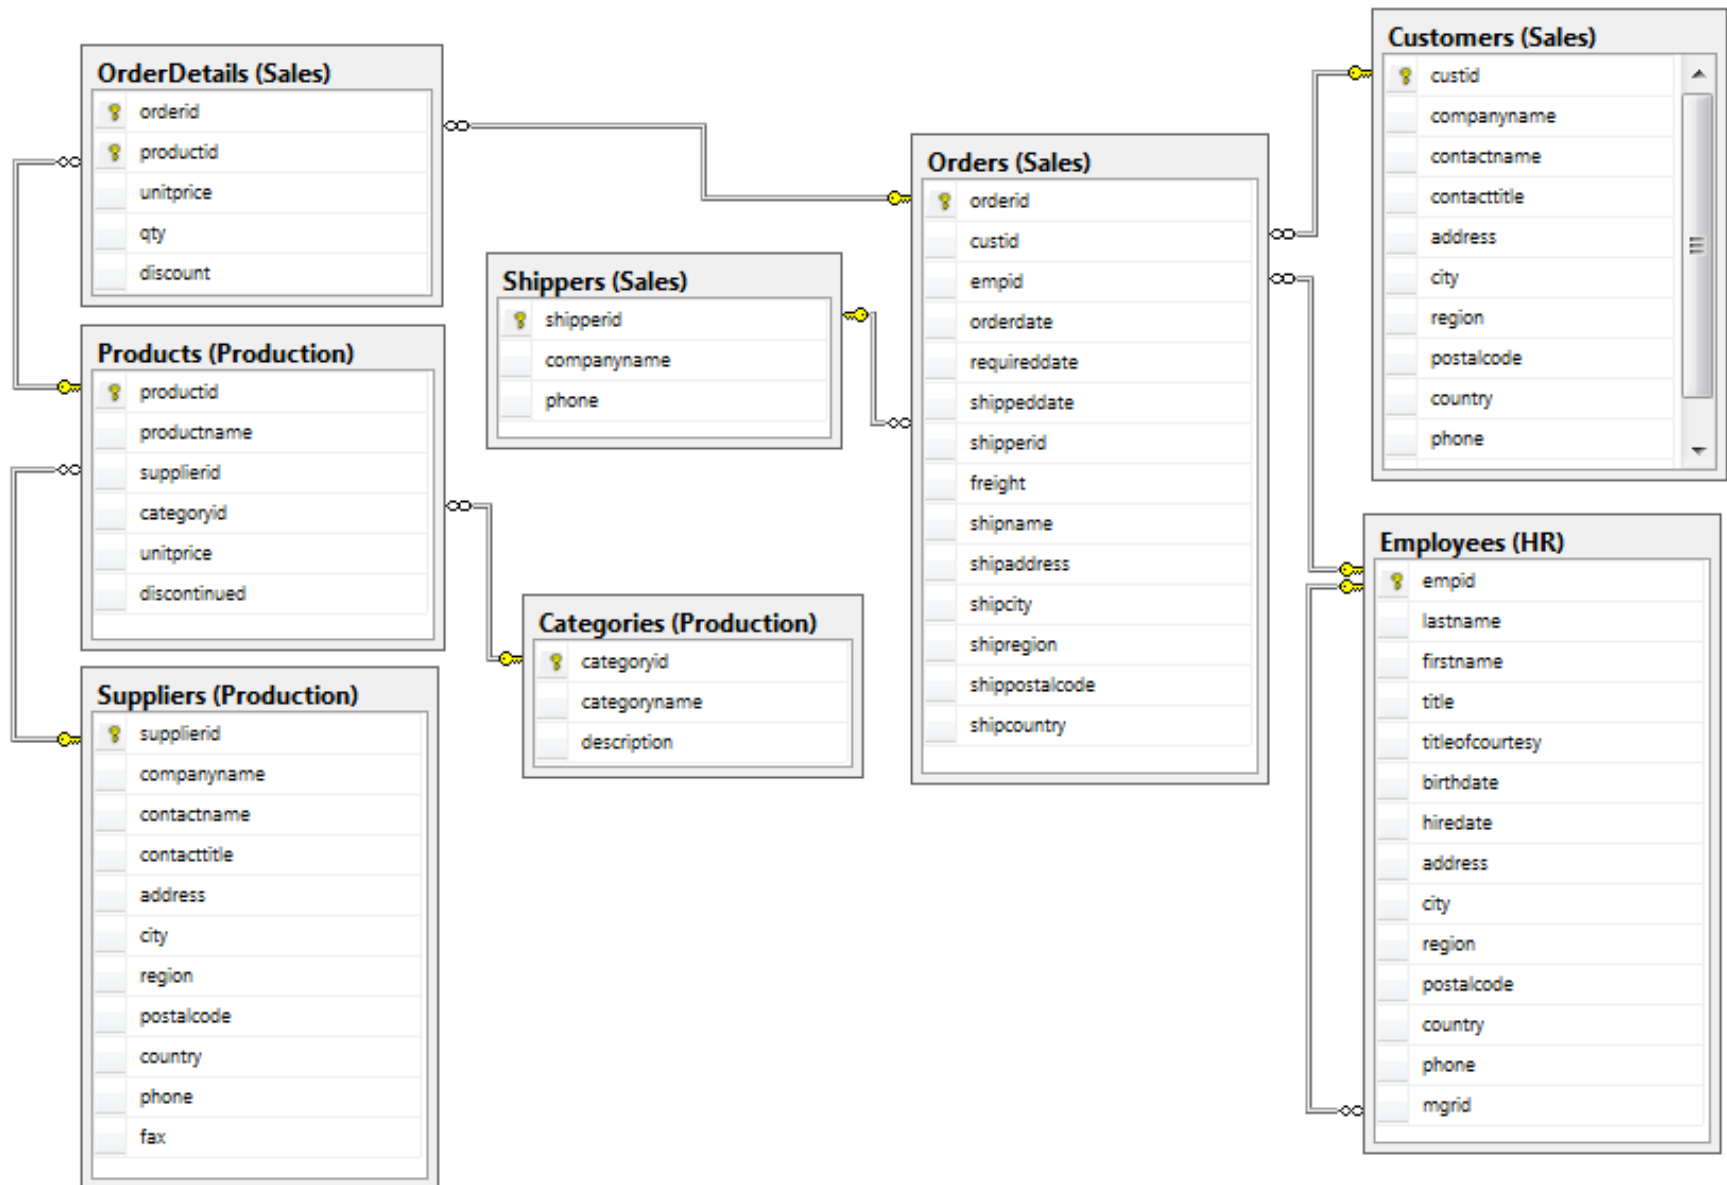 OrderDetails (Sales)
orderid
productid
unitprice
qty
discount
Products (Production)
productid
productname
supplierid
categoryid
unitprice
discontinued
Suppliers (Production)
supplierid
companyname
contactname
contacttitle
address
city
region
postalcode
country
phone
fax
Shippers (Sales)
shipperid
companyname
phone
Categories (Production)
categoryid
categoryname
description
Orders (Sales)
orderid
custid
empid
orderdate
requireddate
shippeddate
shipperid
freight
shipname
shipaddress
shipcity
shipregion
shippostalcode
shipcountry
Customers (Sales)
custid
companyname
contactname
contacttitle
address
city
region
postalcode
country
phone
Employees (HR)
empid
lastname
firstname
title
titleofcourtesy
birthdate
hiredate
address
city
region
postalcode
country
phone
mgrid